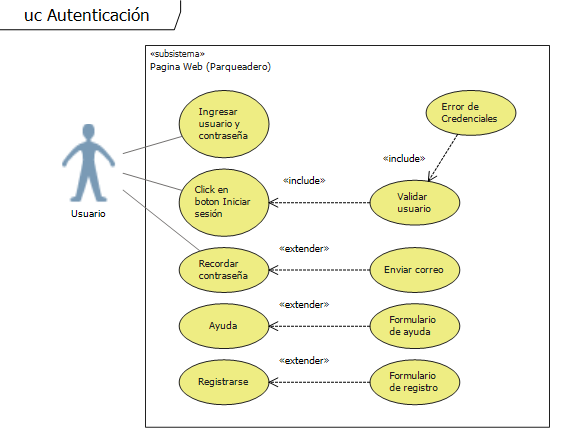 uc Autenticación
«subsistema»
Pagina Web (Parqueadero)
Ingresar
usuario y
contraseña
Error de
Credenciales
«include»
Click en
boton Iniciar
sesión
«include»
Validar
usuario
Usuario
Recordar
contraseña
«extender»
Enviar correo
Ayuda
«extender»
Formulario
de ayuda
Registrarse
«extender»
Formulario
de registro